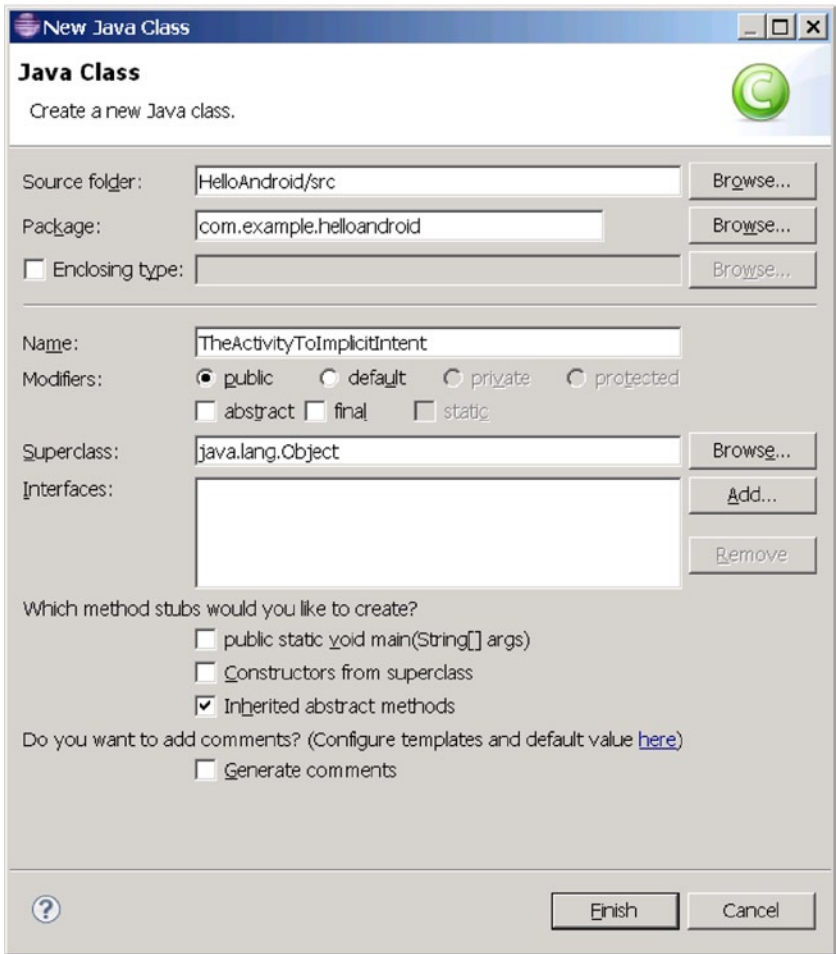 New Java Class
Java Class
Create a new Java class.
C
Source folder: HelloAndroid/src Browse...
Package: com.example.helloandroid Browse...
Enclosing type: Browse...
Name: TheActivityToImplicitIntent
Modifiers: public default private protected
abstract final static
Superclass: java.lang.Object Browse...
Interfaces: Add...
Remove
Which method stubs would you like to create?
public static void main(String[] args)
Constructors from superclass
Inherited abstract methods
Do you want to add comments? (Configure templates and default value here)
Generate comments
? Finish Cancel